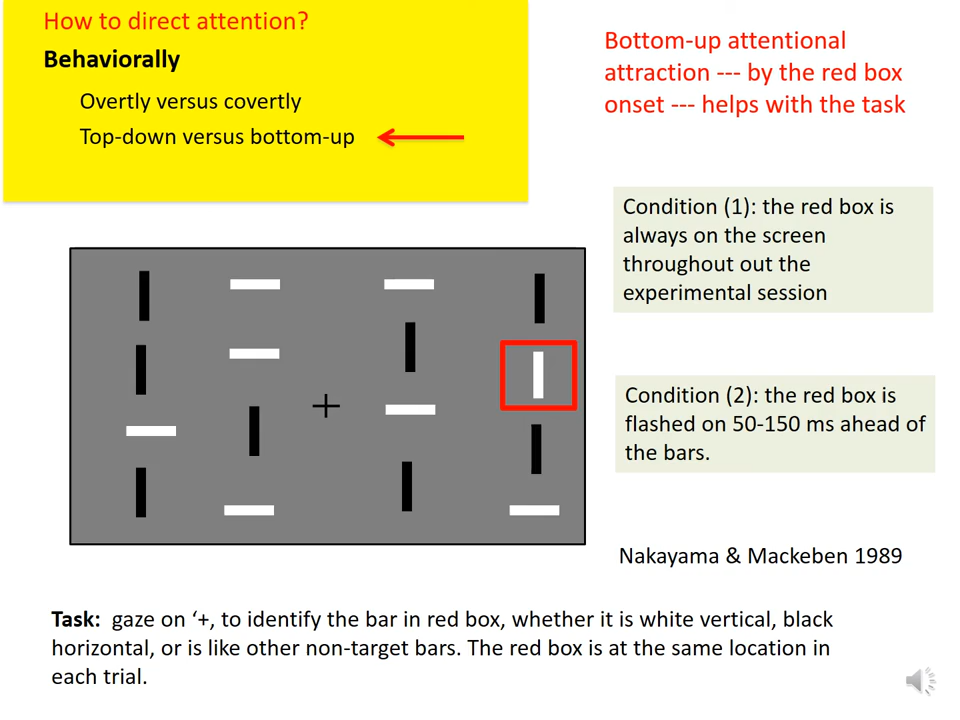 How to direct attention?
Behaviorally
Overtly versus covertly
Top-down versus bottom-up
Bottom-up attentional
attraction --- by the red box
onset --- helps with the task
Condition (1): the red box is
always on the screen
throughout out the
experimental session
+
Condition (2): the red box is
flashed on 50-150 ms ahead of
the bars.
Nakayama & Mackeben 1989
Task: gaze on ‘+, to identify the bar in red box, whether it is white vertical, black
horizontal, or is like other non-target bars. The red box is at the same location in
each trial.